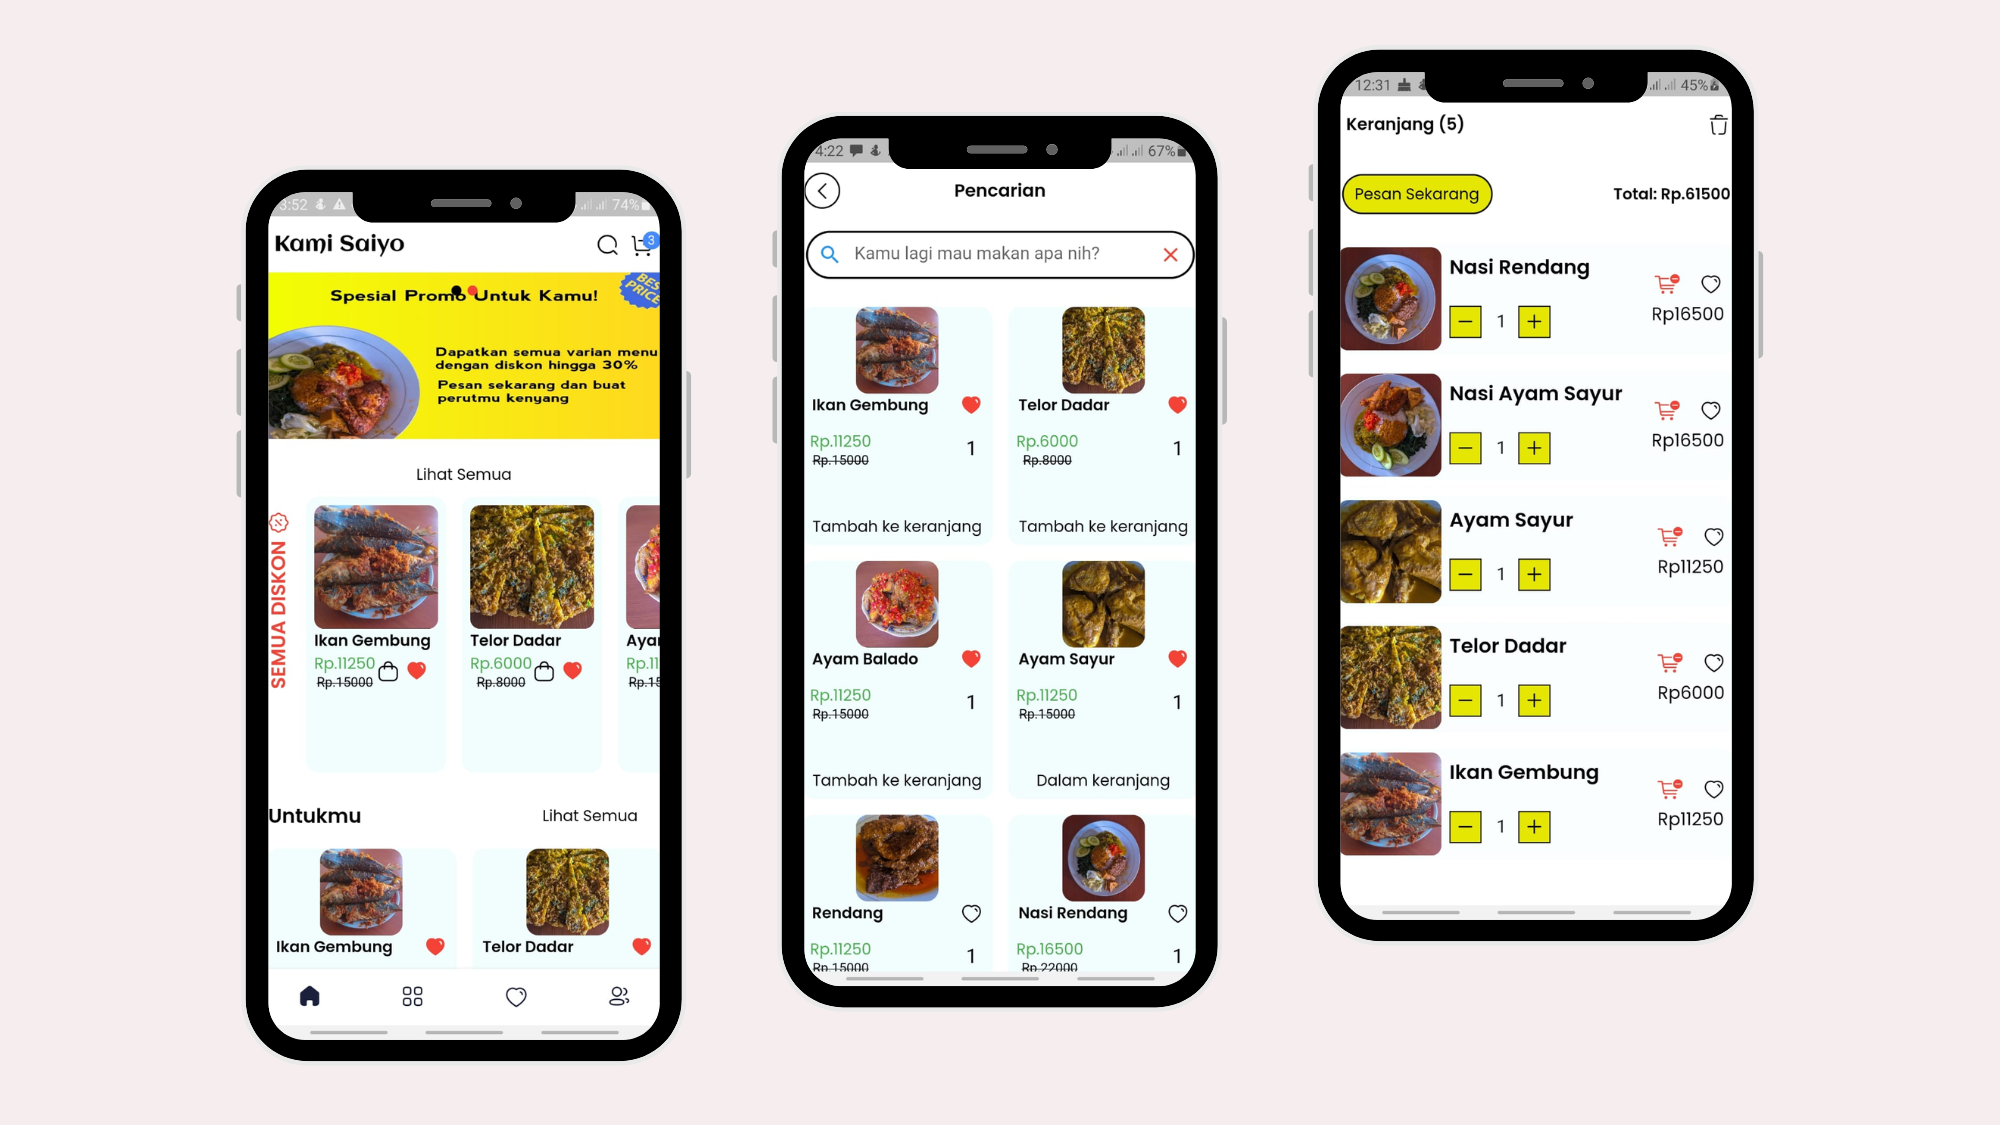 3:52
74%
Kami Saiyo
3
BEST
PRICE
Spesial Promo Untuk Kamu!
Dapatkan semua varian menu
dengan diskon hingga 30%
Pesan sekarang dan buat
perutmu kenyang
Lihat Semua
SEMUA DISKON
Ikan Gembung
Rp.11250
Rp.15000
Telor Dadar
Rp.6000
Rp.8000
Ayar
Rp.11
Rp.15
Untukmu
Lihat Semua
Ikan Gembung
Telor Dadar
4:22
67%
Pencarian
Kamu lagi mau makan apa nih?
Ikan Gembung
Rp.11250
1
Rp.15000
Tambah ke keranjang
Telor Dadar
Rp.6000
1
Rp.8000
Tambah ke keranjang
Ayam Balado
Rp.11250
1
Rp.15000
Tambah ke keranjang
Ayam Sayur
Rp.11250
1
Rp.15000
Dalam keranjang
Rendang
Rp.11250
1
Rp.15000
Nasi Rendang
Rp.16500
1
Rp.22000
12:31
45%
Keranjang (5)
Pesan Sekarang
Total: Rp.61500
Nasi Rendang
1
Rp16500
Nasi Ayam Sayur
1
Rp16500
Ayam Sayur
1
Rp11250
Telor Dadar
1
Rp6000
Ikan Gembung
1
Rp11250